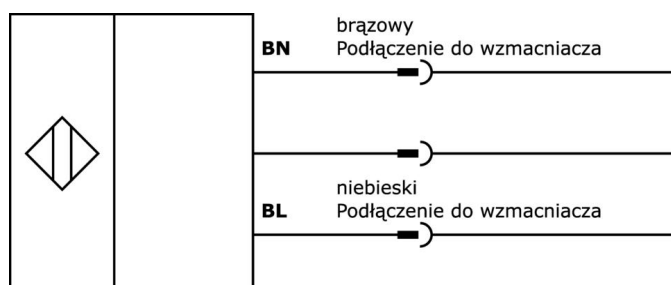 brązowy
BN Podłączenie do wzmacniacza
niebieski
BL Podłączenie do wzmacniacza